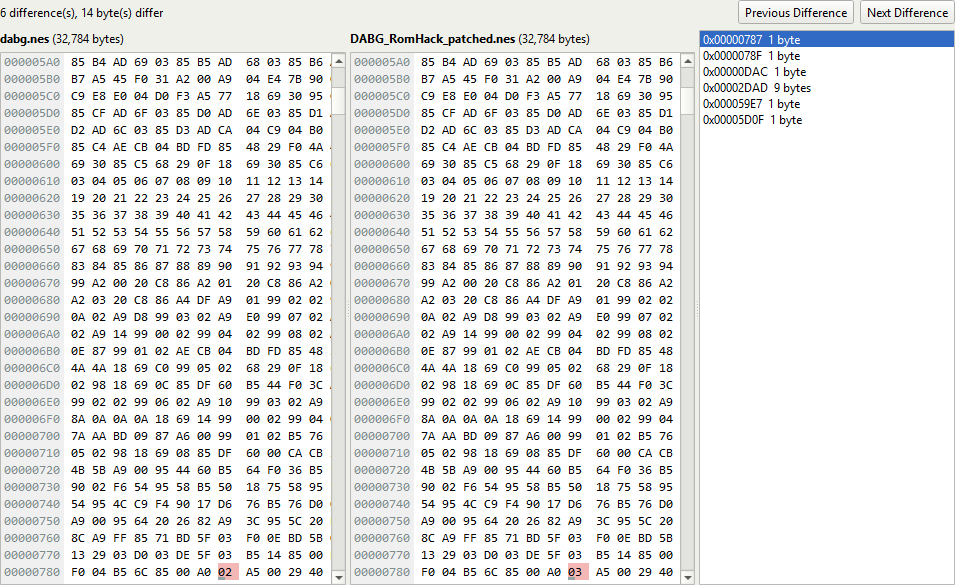 6 difference(s), 14 byte(s) differ
Previous Difference Next Difference
dabg.nes (32,784 bytes)
000005A0 85 B4 AD 69 03 85 B5 AD 68 03 85 B6
000005B0 B7 A5 45 F0 31 A2 00 A9 04 E4 7B 90
000005C0 C9 E8 E0 04 D0 F3 A5 77 18 69 30 95
000005D0 85 CF AD 6F 03 85 D0 AD 6E 03 85 D1
000005E0 D2 AD 6C 03 85 D3 AD CA 04 C9 04 B0
000005F0 85 C4 AE CB 04 BD FD 85 48 29 F0 4A
00000600 69 30 85 C5 68 29 0F 18 69 30 85 C6
00000610 03 04 05 06 07 08 09 10 11 12 13 14
00000620 19 20 21 22 23 24 25 26 27 28 29 30
00000630 35 36 37 38 39 40 41 42 43 44 45 46
00000640 51 52 53 54 55 56 57 58 59 60 61 62
00000650 67 68 69 70 71 72 73 74 75 76 77 78
00000660 83 84 85 86 87 88 89 90 91 92 93 94
00000670 99 A2 00 20 C8 86 A2 01 20 C8 86 A2
00000680 A2 03 20 C8 86 A4 DF A9 01 99 02 02
00000690 0A 02 A9 D8 99 03 02 A9 E0 99 07 02
000006A0 02 A9 14 99 00 02 99 04 02 99 08 02
000006B0 0E 87 99 01 02 AE CB 04 BD FD 85 48
000006C0 4A 4A 18 69 C0 99 05 02 68 29 0F 18
000006D0 02 98 18 69 0C 85 DF 60 B5 44 F0 3C
000006E0 99 02 02 99 06 02 A9 10 99 03 02 A9
000006F0 8A 0A 0A 0A 18 69 14 99 00 02 99 04
00000700 7A AA BD 09 87 A6 00 99 01 02 B5 76
00000710 05 02 98 18 69 08 85 DF 60 00 CA CB
00000720 4B 5B A9 00 95 44 60 B5 64 F0 36 B5
00000730 90 02 F6 54 95 58 B5 50 18 75 58 95
00000740 54 95 4C C9 F4 90 17 D6 76 B5 76 D0
00000750 A9 00 95 64 20 26 82 A9 3C 95 5C 20
00000760 8C A9 FF 85 71 BD 5F 03 F0 0E BD 5B
00000770 13 29 03 D0 03 DE 5F 03 B5 14 85 00
00000780 F0 04 B5 6C 85 00 A0 02 A5 00 29 40
DABG_RomHack_patched.nes (32,784 bytes)
000005A0 85 B4 AD 69 03 85 B5 AD 68 03 85 B6
000005B0 B7 A5 45 F0 31 A2 00 A9 04 E4 7B 90
000005C0 C9 E8 E0 04 D0 F3 A5 77 18 69 30 95
000005D0 85 CF AD 6F 03 85 D0 AD 6E 03 85 D1
000005E0 D2 AD 6C 03 85 D3 AD CA 04 C9 04 B0
000005F0 85 C4 AE CB 04 BD FD 85 48 29 F0 4A
00000600 69 30 85 C5 68 29 0F 18 69 30 85 C6
00000610 03 04 05 06 07 08 09 10 11 12 13 14
00000620 19 20 21 22 23 24 25 26 27 28 29 30
00000630 35 36 37 38 39 40 41 42 43 44 45 46
00000640 51 52 53 54 55 56 57 58 59 60 61 62
00000650 67 68 69 70 71 72 73 74 75 76 77 78
00000660 83 84 85 86 87 88 89 90 91 92 93 94
00000670 99 A2 00 20 C8 86 A2 01 20 C8 86 A2
00000680 A2 03 20 C8 86 A4 DF A9 01 99 02 02
00000690 0A 02 A9 D8 99 03 02 A9 E0 99 07 02
000006A0 02 A9 14 99 00 02 99 04 02 99 08 02
000006B0 0E 87 99 01 02 AE CB 04 BD FD 85 48
000006C0 4A 4A 18 69 C0 99 05 02 68 29 0F 18
000006D0 02 98 18 69 0C 85 DF 60 B5 44 F0 3C
000006E0 99 02 02 99 06 02 A9 10 99 03 02 A9
000006F0 8A 0A 0A 0A 18 69 14 99 00 02 99 04
00000700 7A AA BD 09 87 A6 00 99 01 02 B5 76
00000710 05 02 98 18 69 08 85 DF 60 00 CA CB
00000720 4B 5B A9 00 95 44 60 B5 64 F0 36 B5
00000730 90 02 F6 54 95 58 B5 50 18 75 58 95
00000740 54 95 4C C9 F4 90 17 D6 76 B5 76 D0
00000750 A9 00 95 64 20 26 82 A9 3C 95 5C 20
00000760 8C A9 FF 85 71 BD 5F 03 F0 0E BD 5B
00000770 13 29 03 D0 03 DE 5F 03 B5 14 85 00
00000780 F0 04 B5 6C 85 00 A0 03 A5 00 29 40
0x00000787 1 byte
0x0000078F 1 byte
0x00000DAC 1 byte
0x00002DAD 9 bytes
0x000059E7 1 byte
0x00005D0F 1 byte